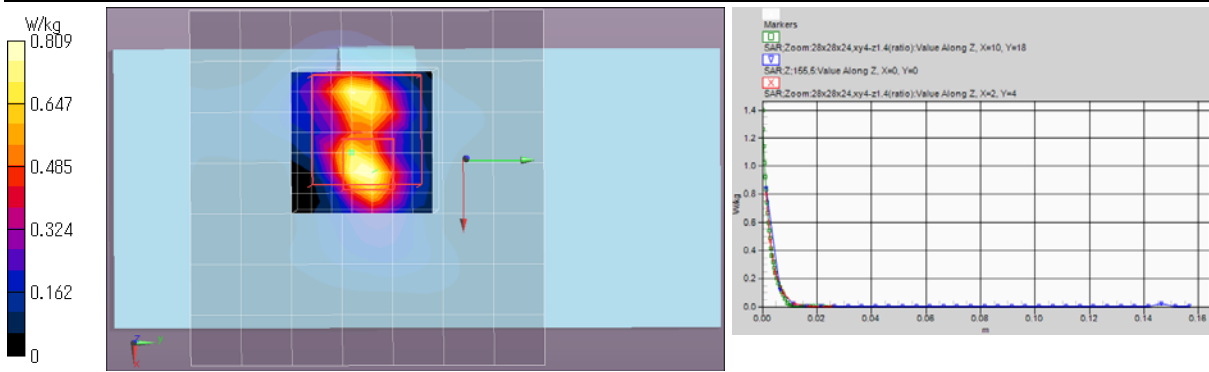 W/kg
0.809
0.647
0.485
0.324
0.162
0
z
y
x
Markers
SAR;Zoom:28x28x24,xy4-z1.4(ratio):Value Along Z, X=10, Y=18
SAR;Z;155,5:Value Along Z, X=0, Y=0
SAR;Zoom:28x28x24,xy4-z1.4(ratio):Value Along Z, X=2, Y=4
1.4
1.2
1.0
0.8
0.6
0.4
0.2
0.0
W/kg
0.00 0.02 0.04 0.06 0.08 0.10 0.12 0.14 0.16
m